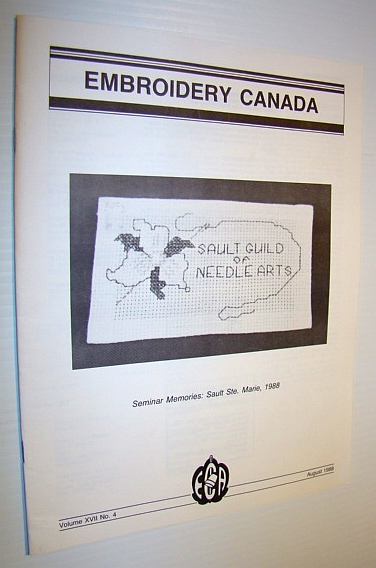 EMBROIDERY CANADA
SAULT GUILD
OF
NEEDLE ARTS
Seminar Memories: Sault Ste. Marie, 1988
Volume XVII No. 4
August 1988